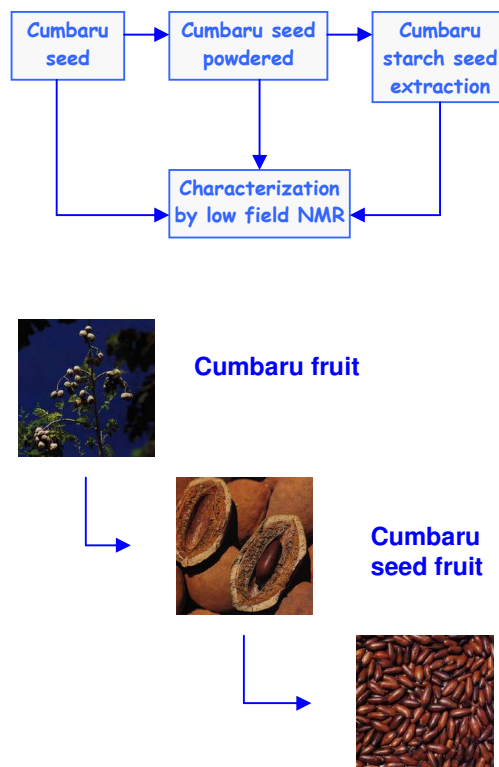 Cumbaru
seed
Cumbaru seed
powdered
Cumbaru
starch seed
extraction
Characterization
by low field NMR
Cumbaru fruit
Cumbaru
seed fruit